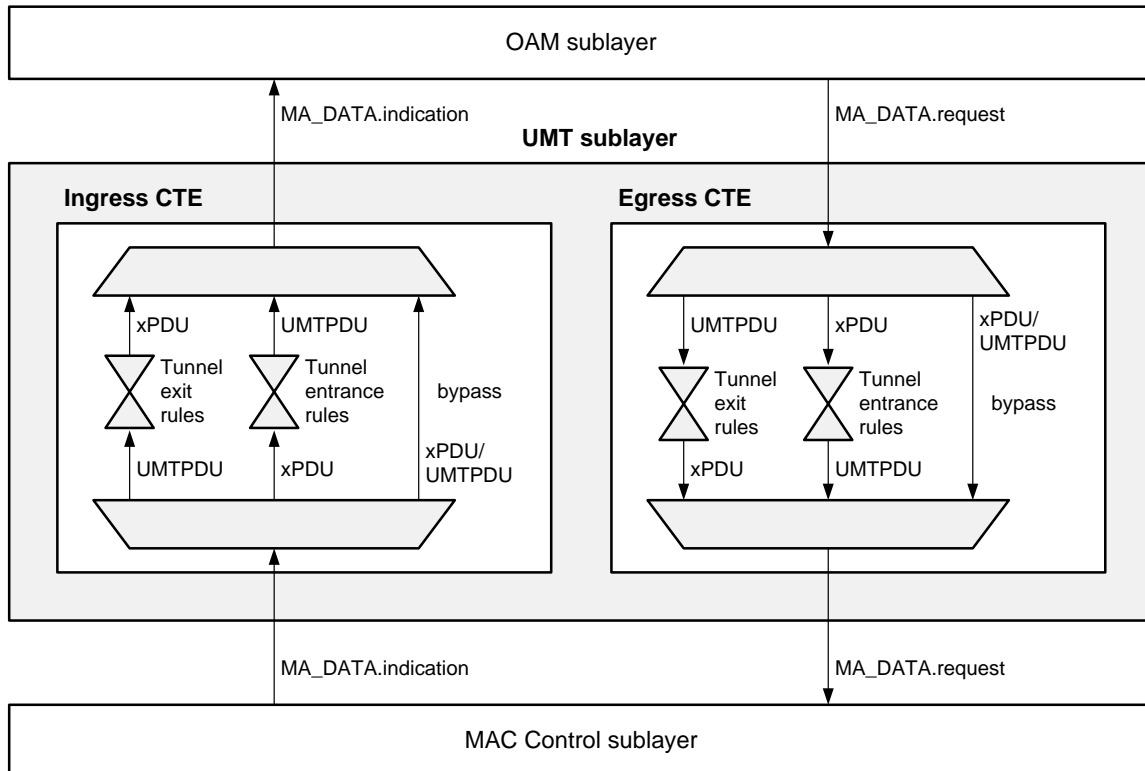 OAM sublayer
MA_DATA.indication
MA_DATA.request
UMT sublayer
Ingress CTE
Egress CTE
xPDU
UMTPDU
Tunnel
exit
rules
Tunnel
entrance
rules
bypass
UMTPDU
xPDU
xPDU/
UMTPDU
UMTPDU
xPDU
xPDU/
UMTPDU
Tunnel
exit
rules
Tunnel
entrance
rules
bypass
xPDU
UMTPDU
MA_DATA.indication
MA_DATA.request
MAC Control sublayer